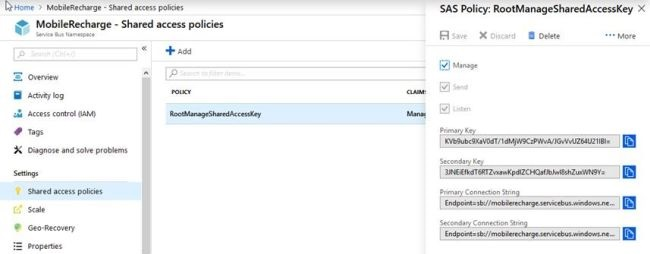 Home > MobileRecharge - Shared access policies
MobileRecharge - Shared access policies
Service Bus Namespace
Search (Ctrl+/)
Overview
Activity log
Access control (IAM)
Tags
Diagnose and solve problems
Settings
Shared access policies
Scale
Geo-Recovery
Properties
Add
Search to filter items...
POLICY
CLAIMS
RootManageSharedAccessKey
Manag
SAS Policy: RootManageSharedAccessKey
Save
Discard
Delete
More
Manage
Send
Listen
Primary Key
KVb9ubc9XaV0dT/1dMjW9CzPWvA/JGvVvUZ64U21IBI=
Secondary Key
3JNEiEfkdT6RTZvxawKpdlZCHQafJbJwl8shZuxWN9Y=
Primary Connection String
Endpoint=sb://mobilerecharge.servicebus.windows.ne...
Secondary Connection String
Endpoint=sb://mobilerecharge.servicebus.windows.ne...